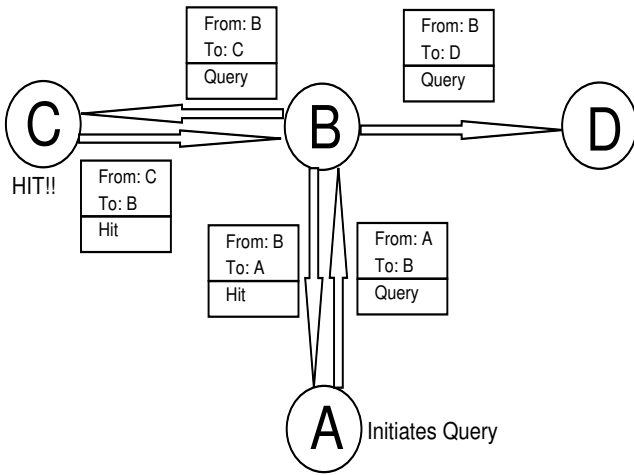 From: B
To: C
Query
From: B
To: D
Query
C
B
D
HIT!!
From: C
To: B
Hit
From: B
To: A
Hit
From: A
To: B
Query
A
Initiates Query